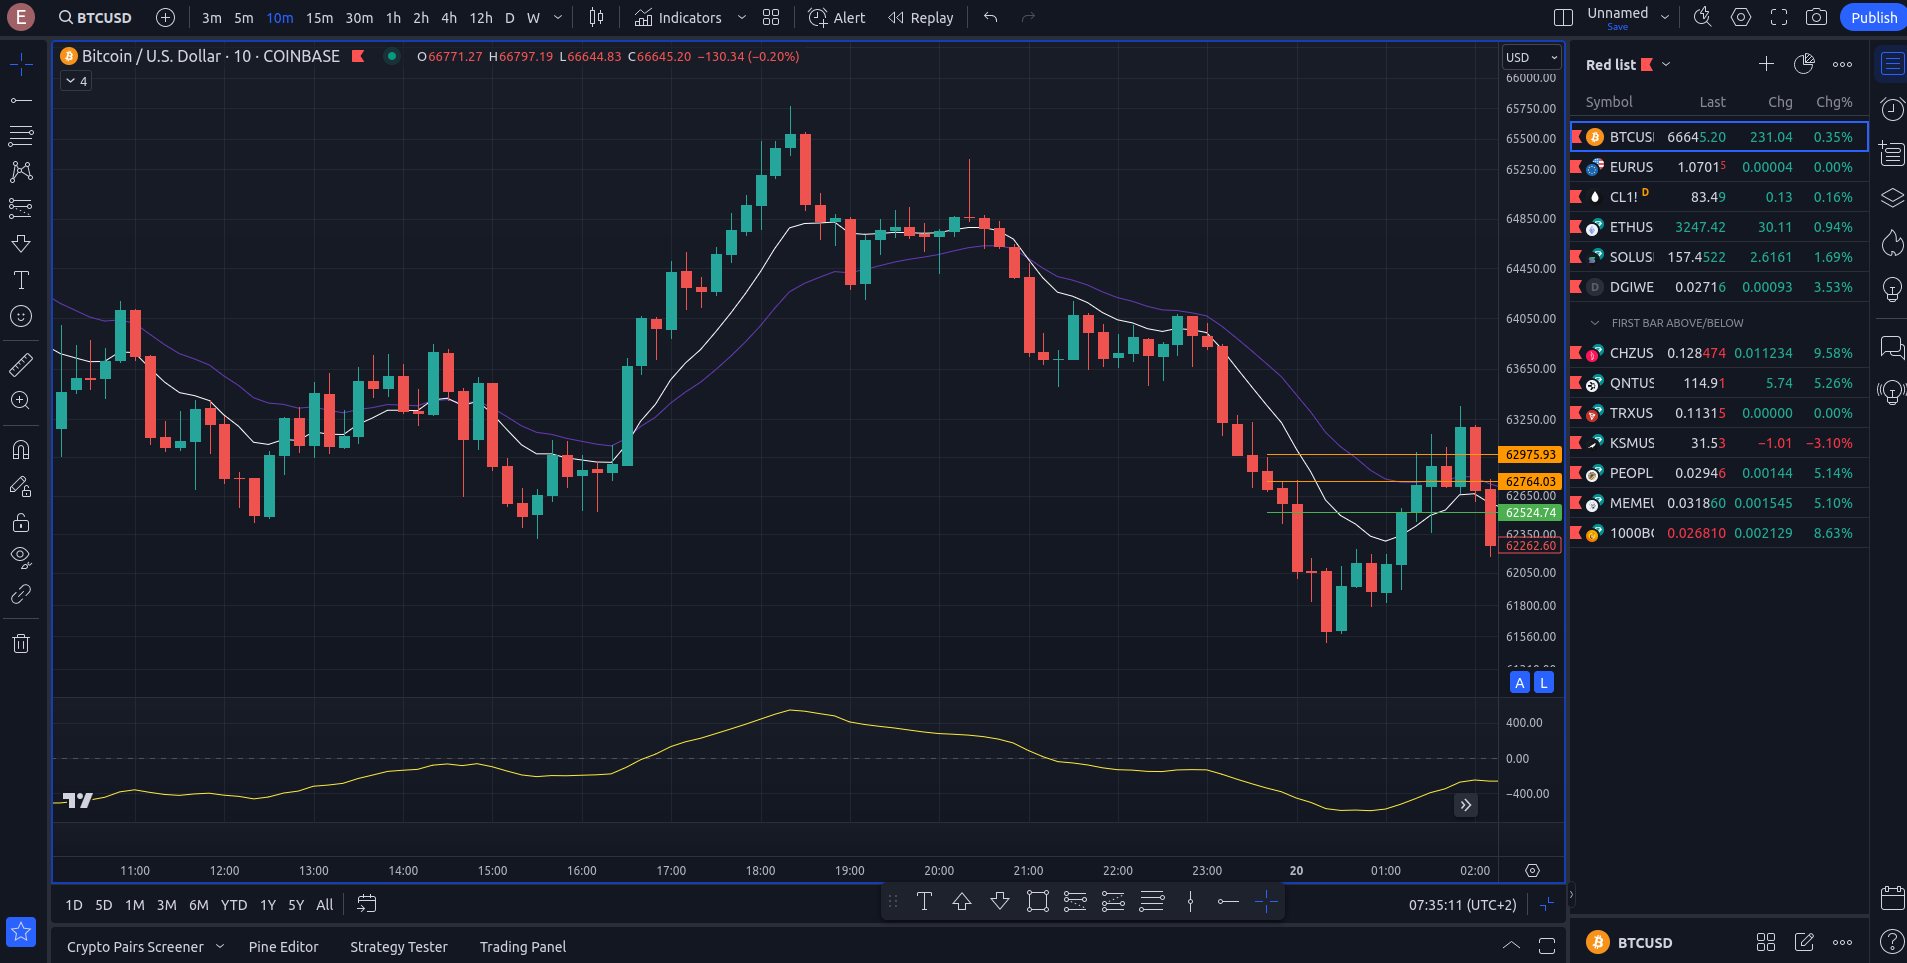 E
BTCUSD 3m 5m 10m 15m 30m 1h 2h 4h 12h D W Indicators Alert Replay Unnamed Save Publish
Bitcoin / U.S. Dollar · 10 · COINBASE O66771.27 H66797.19 L66644.83 C66645.20 −130.34 (−0.20%)
4
USD
66000.00
65750.00
65500.00
65250.00
64850.00
64450.00
64050.00
63650.00
63250.00
62975.93
62764.03
62650.00
62524.74
62350.00
62262.60
62050.00
61800.00
61560.00
A L
400.00
0.00
−400.00
11:00 12:00 13:00 14:00 15:00 16:00 17:00 18:00 19:00 20:00 21:00 22:00 23:00 20 01:00 02:00
1D 5D 1M 3M 6M YTD 1Y 5Y All
T
07:35:11 (UTC+2)
Crypto Pairs Screener Pine Editor Strategy Tester Trading Panel
Red list
Symbol Last Chg Chg%
BTCUSI 66645.20 231.04 0.35%
EURUS 1.07015 0.00004 0.00%
CL1! D 83.49 0.13 0.16%
ETHUS 3247.42 30.11 0.94%
SOLUSI 157.4522 2.6161 1.69%
D DGIWE 0.02716 0.00093 3.53%
FIRST BAR ABOVE/BELOW
CHZUS 0.128474 0.011234 9.58%
QNTUS 114.91 5.74 5.26%
TRXUS 0.11315 0.00000 0.00%
KSMUS 31.53 −1.01 −3.10%
PEOPL 0.02946 0.00144 5.14%
MEMEU 0.031860 0.001545 5.10%
1000BO 0.026810 0.002129 8.63%
BTCUSD